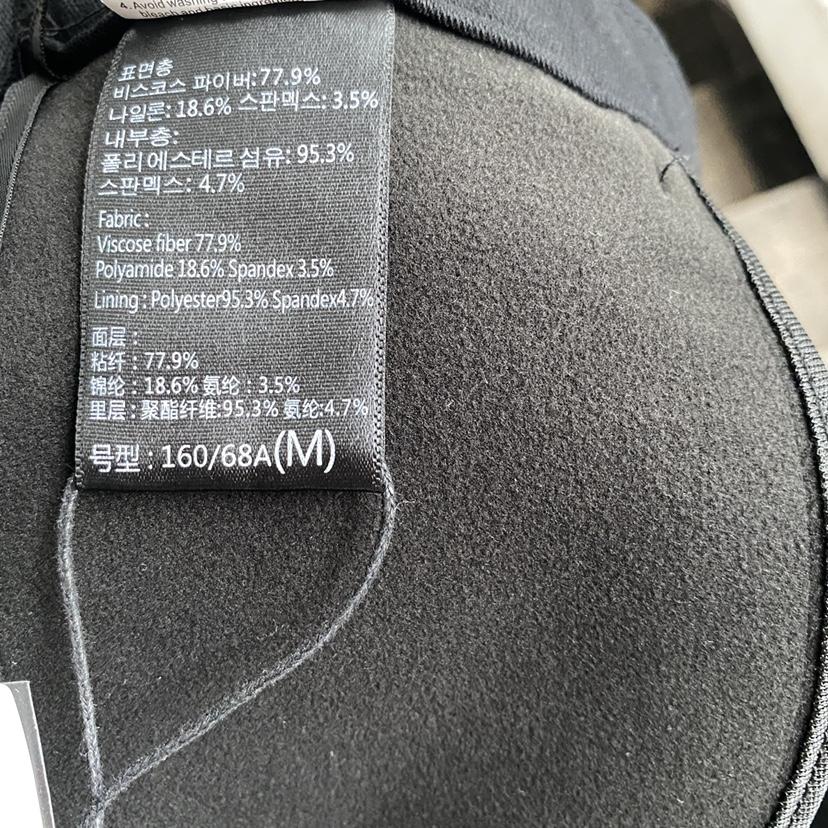 4. Avoid washing
표면층
비스코스 파이버:77.9%
나일론: 18.6% 스판덱스: 3.5%
내부층:
폴리에스테르 섬유: 95.3%
스판덱스: 4.7%
Fabric :
Viscose fiber 77.9%
Polyamide 18.6% Spandex 3.5%
Lining : Polyester95.3% Spandex4.7%
面层 :
粘纤 : 77.9%
锦纶 : 18.6% 氨纶 : 3.5%
里层 : 聚酯纤维:95.3% 氨纶:4.7%
号型 : 160/68A(M)